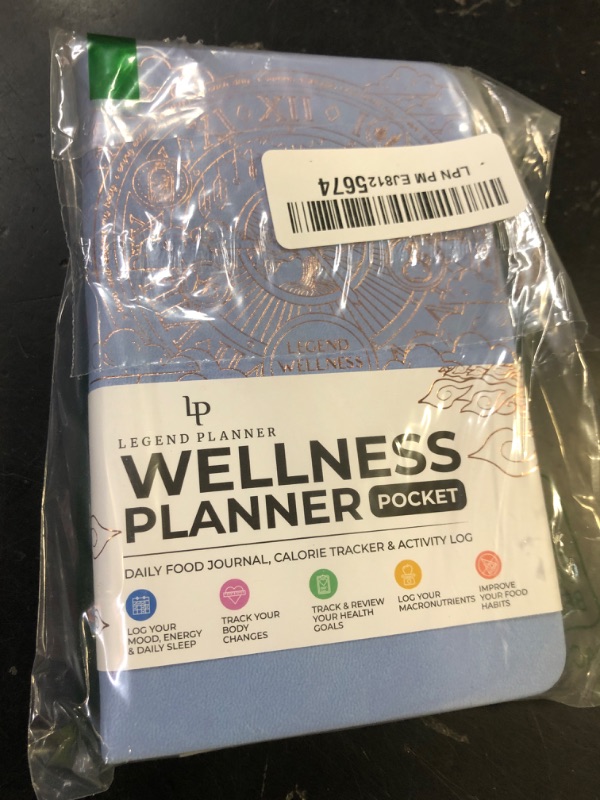 LPN PM EJ8125674
LEGEND
WELLNESS
LP
LEGEND PLANNER
WELLNESS
PLANNER POCKET
DAILY FOOD JOURNAL, CALORIE TRACKER & ACTIVITY LOG
LOG YOUR
MOOD, ENERGY
& DAILY SLEEP
TRACK YOUR
BODY
CHANGES
TRACK & REVIEW
YOUR HEALTH
GOALS
LOG YOUR
MACRONUTRIENTS
IMPROVE
YOUR FOOD
HABITS